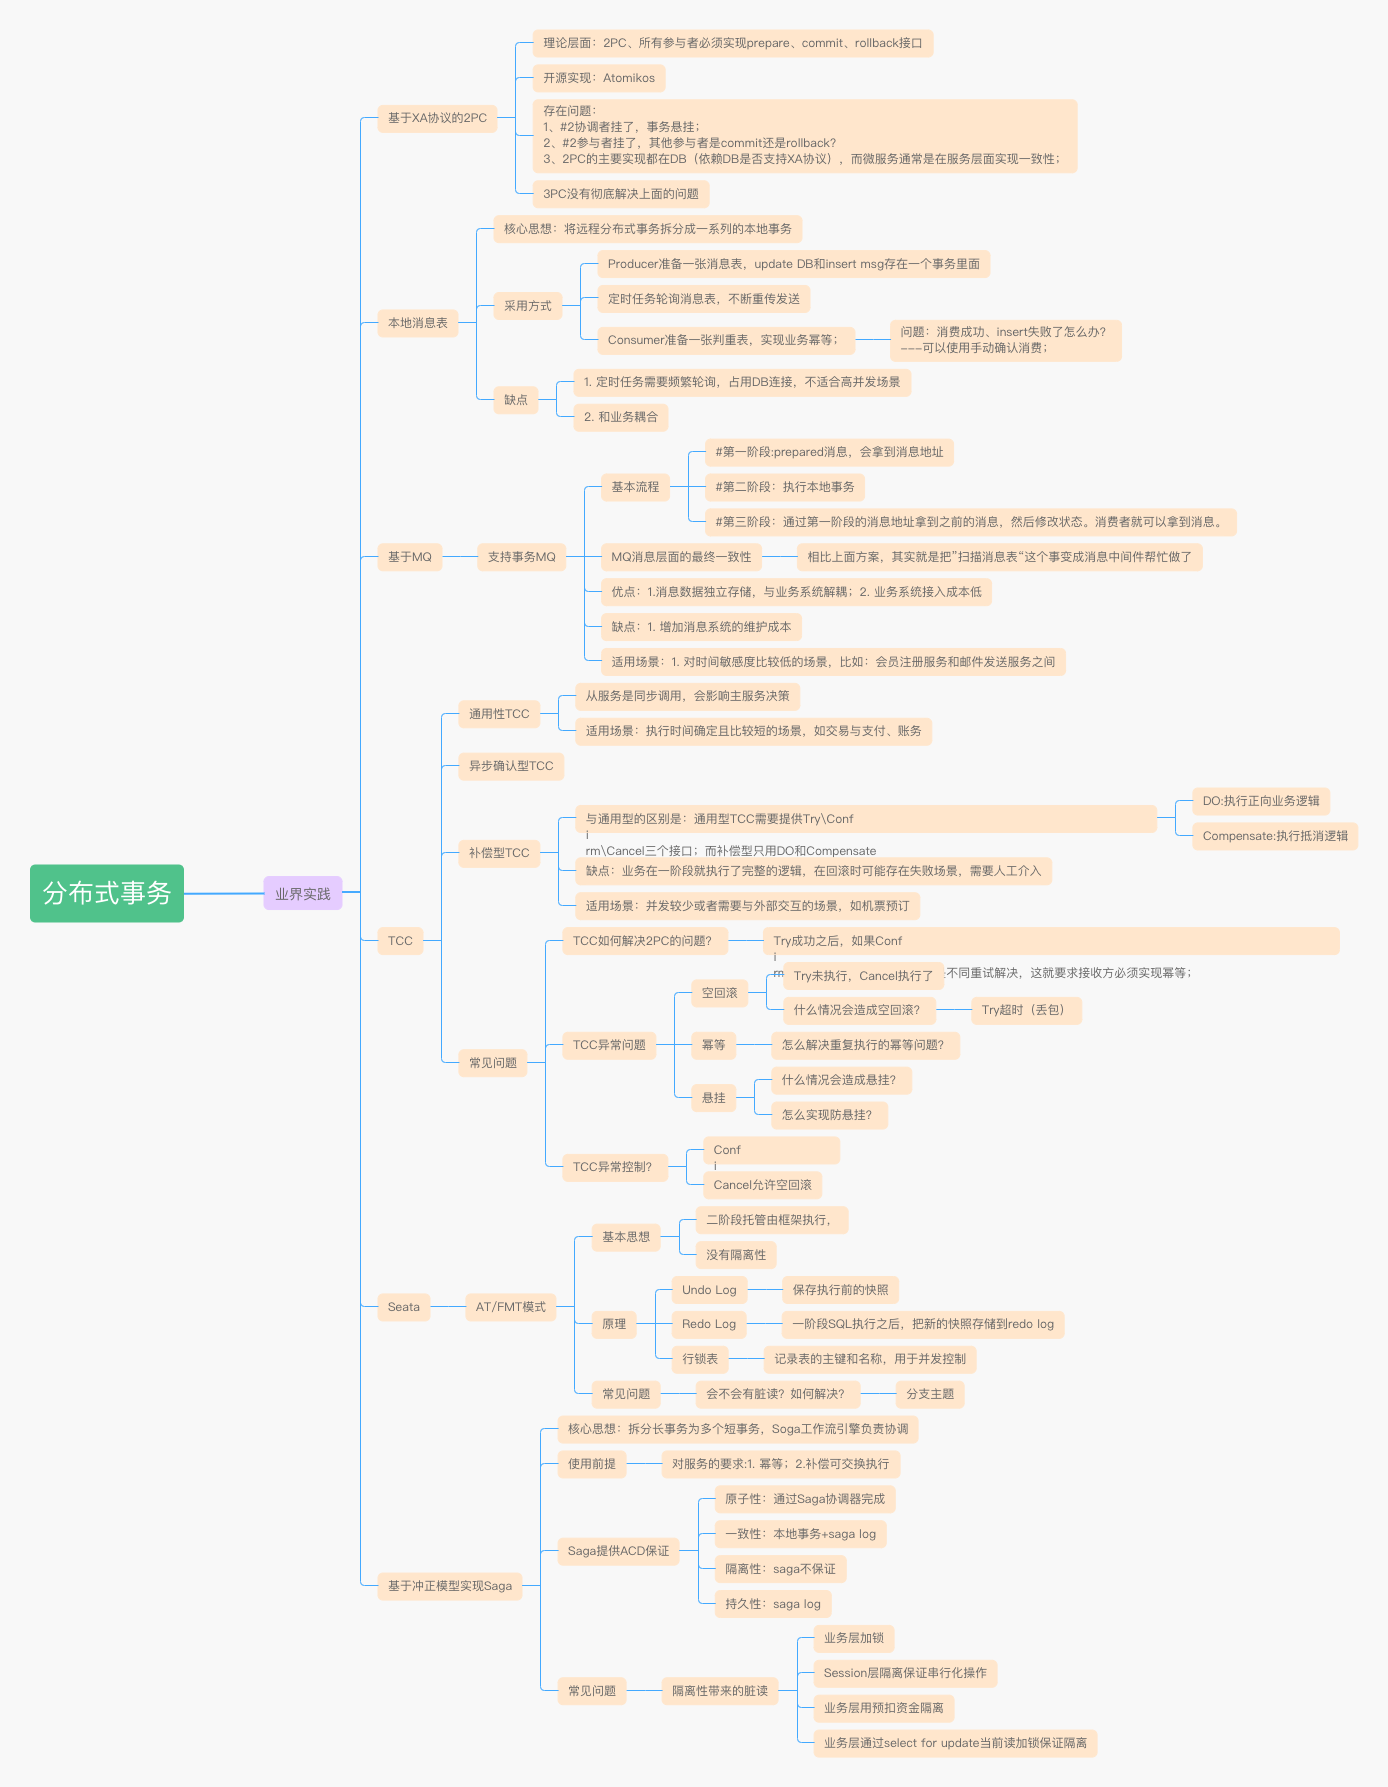 分布式事务
业界实践
基于XA协议的2PC
理论层面：2PC、所有参与者必须实现prepare、commit、rollback接口
开源实现：Atomikos
存在问题：
1、#2协调者挂了，事务悬挂；
2、#2参与者挂了，其他参与者是commit还是rollback？
3、2PC的主要实现都在DB（依赖DB是否支持XA协议），而微服务通常是在服务层面实现一致性；
3PC没有彻底解决上面的问题
本地消息表
核心思想：将远程分布式事务拆分成一系列的本地事务
采用方式
Producer准备一张消息表，update DB和insert msg存在一个事务里面
定时任务轮询消息表，不断重传发送
Consumer准备一张判重表，实现业务幂等；
问题：消费成功、insert失败了怎么办？
---可以使用手动确认消费；
缺点
1. 定时任务需要频繁轮询，占用DB连接，不适合高并发场景
2. 和业务耦合
基于MQ
支持事务MQ
基本流程
#第一阶段:prepared消息，会拿到消息地址
#第二阶段：执行本地事务
#第三阶段：通过第一阶段的消息地址拿到之前的消息，然后修改状态。消费者就可以拿到消息。
MQ消息层面的最终一致性
相比上面方案，其实就是把”扫描消息表“这个事变成消息中间件帮忙做了
优点：1.消息数据独立存储，与业务系统解耦；2. 业务系统接入成本低
缺点：1. 增加消息系统的维护成本
适用场景：1. 对时间敏感度比较低的场景，比如：会员注册服务和邮件发送服务之间
TCC
通用性TCC
从服务是同步调用，会影响主服务决策
适用场景：执行时间确定且比较短的场景，如交易与支付、账务
异步确认型TCC
补偿型TCC
与通用型的区别是：通用型TCC需要提供Try\Conf
i
rm\Cancel三个接口；而补偿型只用DO和Compensate
DO:执行正向业务逻辑
Compensate:执行抵消逻辑
缺点：业务在一阶段就执行了完整的逻辑，在回滚时可能存在失败场景，需要人工介入
适用场景：并发较少或者需要与外部交互的场景，如机票预订
常见问题
TCC如何解决2PC的问题？
Try成功之后，如果Conf
i
不同重试解决，这就要求接收方必须实现幂等；
TCC异常问题
空回滚
Try未执行，Cancel执行了
什么情况会造成空回滚？
Try超时（丢包）
幂等
怎么解决重复执行的幂等问题？
悬挂
什么情况会造成悬挂？
怎么实现防悬挂？
TCC异常控制？
Conf
i
Cancel允许空回滚
Seata
AT/FMT模式
基本思想
二阶段托管由框架执行，
没有隔离性
原理
Undo Log
保存执行前的快照
Redo Log
一阶段SQL执行之后，把新的快照存储到redo log
行锁表
记录表的主键和名称，用于并发控制
常见问题
会不会有脏读？如何解决？
分支主题
基于冲正模型实现Saga
核心思想：拆分长事务为多个短事务，Soga工作流引擎负责协调
使用前提
对服务的要求:1. 幂等；2.补偿可交换执行
Saga提供ACD保证
原子性：通过Saga协调器完成
一致性：本地事务+saga log
隔离性：saga不保证
持久性：saga log
常见问题
隔离性带来的脏读
业务层加锁
Session层隔离保证串行化操作
业务层用预扣资金隔离
业务层通过select for update当前读加锁保证隔离